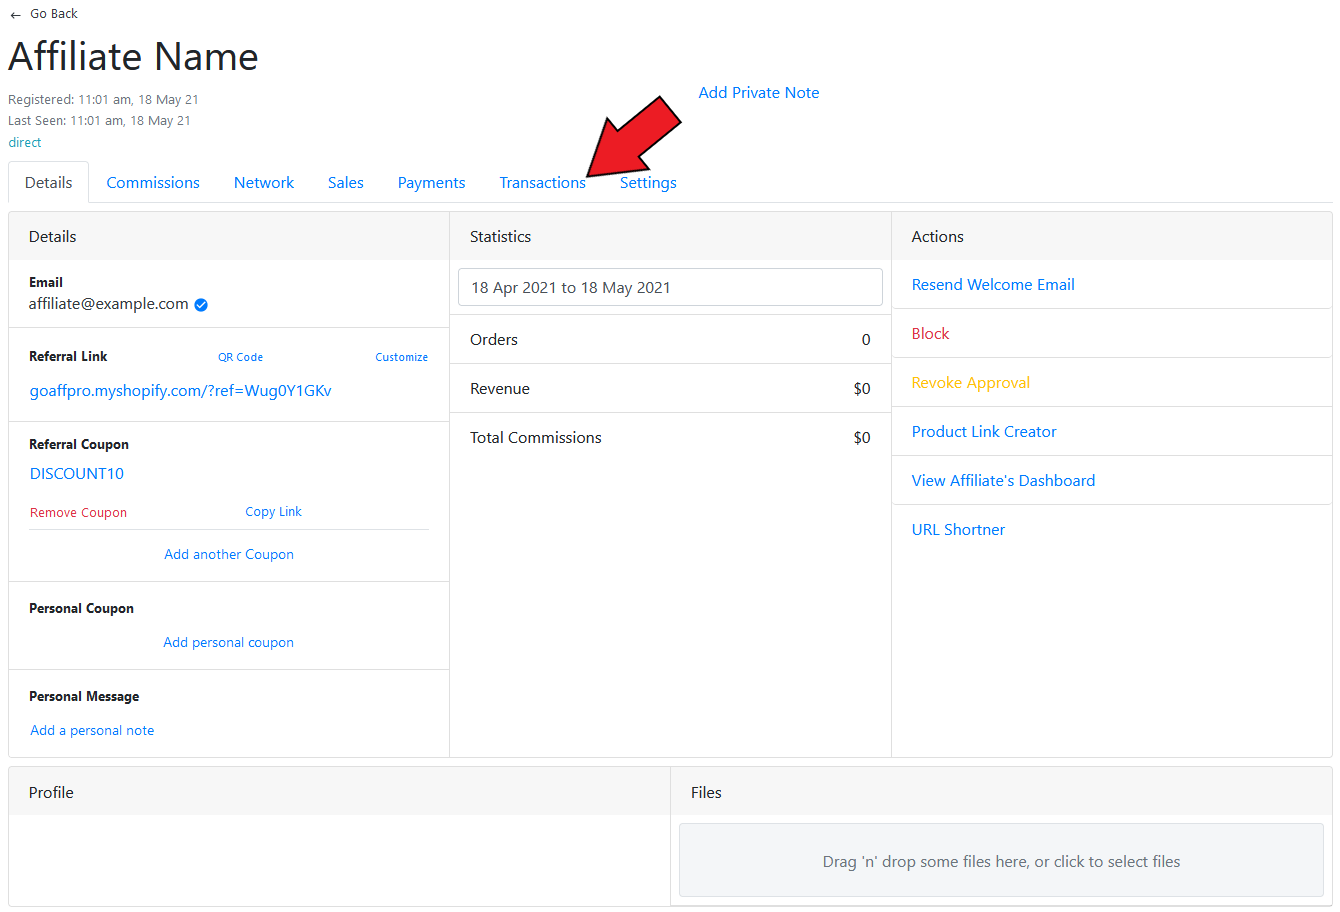 ← Go Back
Affiliate Name
Registered: 11:01 am, 18 May 21
Last Seen: 11:01 am, 18 May 21
direct
Add Private Note
Details Commissions Network Sales Payments Transactions Settings
Details
Email
affiliate@example.com
Referral Link QR Code Customize
goaffpro.myshopify.com/?ref=Wug0Y1GKv
Referral Coupon
DISCOUNT10
Remove Coupon Copy Link
Add another Coupon
Personal Coupon
Add personal coupon
Personal Message
Add a personal note
Statistics
18 Apr 2021 to 18 May 2021
Orders 0
Revenue $0
Total Commissions $0
Actions
Resend Welcome Email
Block
Revoke Approval
Product Link Creator
View Affiliate's Dashboard
URL Shortner
Profile
Files
Drag 'n' drop some files here, or click to select files